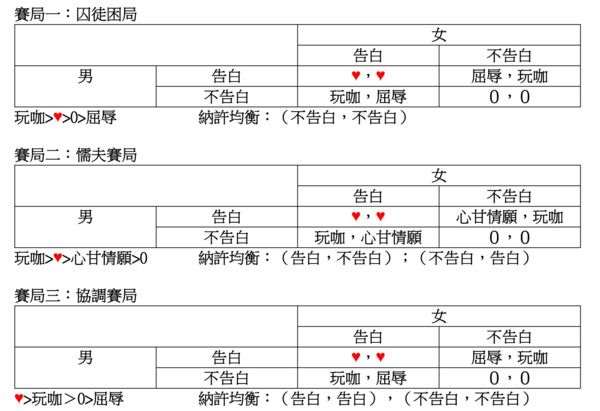 賽局一：囚徒困局
女
告白 不告白
男 告白 ♥，♥ 屈辱，玩咖
不告白 玩咖，屈辱 0，0
玩咖>♥>0>屈辱 納許均衡：（不告白，不告白）
賽局二：懦夫賽局
女
告白 不告白
男 告白 ♥，♥ 心甘情願，玩咖
不告白 玩咖，心甘情願 0，0
玩咖>♥>心甘情願>0 納許均衡：（告白，不告白）；（不告白，告白）
賽局三：協調賽局
女
告白 不告白
男 告白 ♥，♥ 屈辱，玩咖
不告白 玩咖，屈辱 0，0
♥>玩咖＞0>屈辱 納許均衡：（告白，告白），（不告白，不告白）